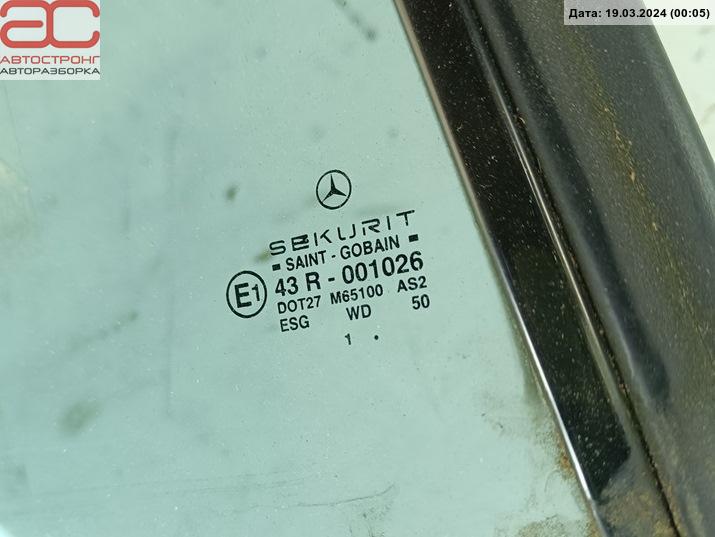 АС
АВТОСТРОНГ
АВТОРАЗБОРКА
Дата: 19.03.2024 (00:05)
SEKURIT
SAINT - GOBAIN
E1 43 R - 001026
DOT27 M65100 AS2
ESG WD 50
1 .